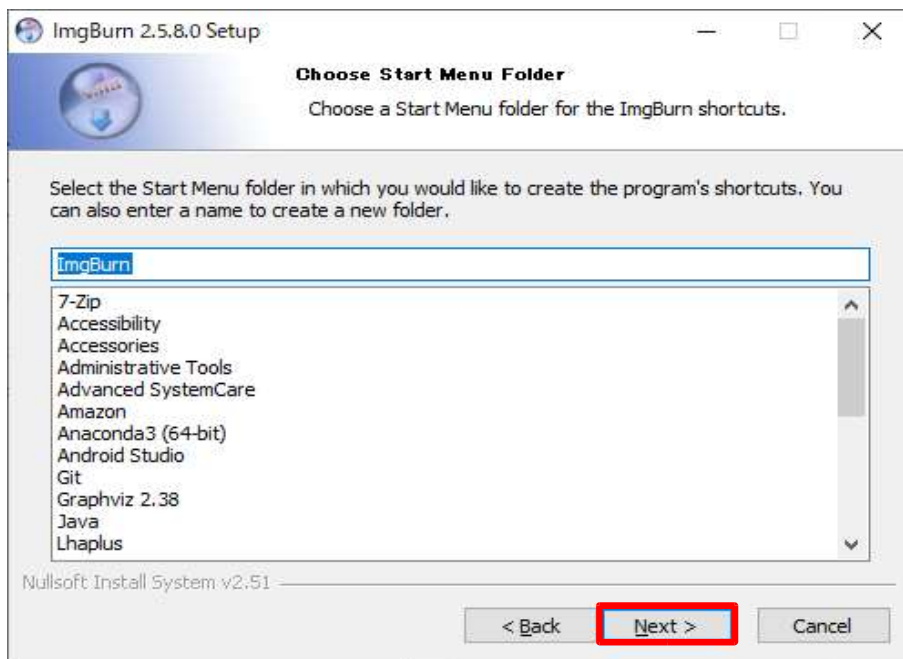 ImgBurn 2.5.8.0 Setup
Choose Start Menu Folder
Choose a Start Menu folder for the ImgBurn shortcuts.
Select the Start Menu folder in which you would like to create the program's shortcuts. You
can also enter a name to create a new folder.
ImgBurn
7-Zip
Accessibility
Accessories
Administrative Tools
Advanced SystemCare
Amazon
Anaconda3 (64-bit)
Android Studio
Git
Graphviz 2.38
Java
Lhaplus
Nullsoft Install System v2.51
< Back
Next >
Cancel